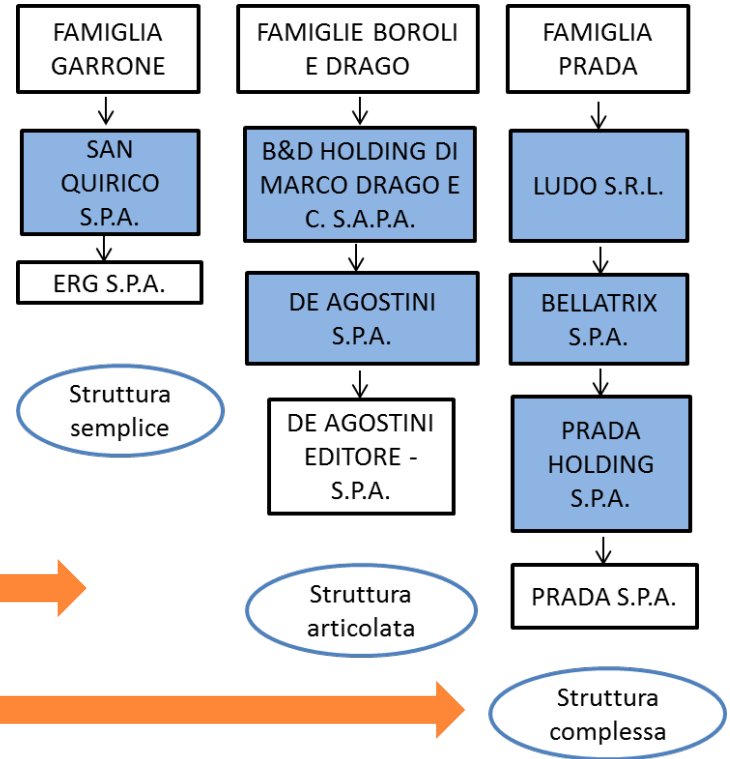 FAMIGLIA
GARRONE
SAN
QUIRICO
S.P.A.
ERG S.P.A.
Struttura
semplice
FAMIGLIE BOROLI
E DRAGO
B&D HOLDING DI
MARCO DRAGO E
C. S.A.P.A.
DE AGOSTINI
S.P.A.
DE AGOSTINI
EDITORE -
S.P.A.
Struttura
articolata
FAMIGLIA
PRADA
LUDO S.R.L.
BELLATRIX
S.P.A.
PRADA
HOLDING
S.P.A.
PRADA S.P.A.
Struttura
complessa